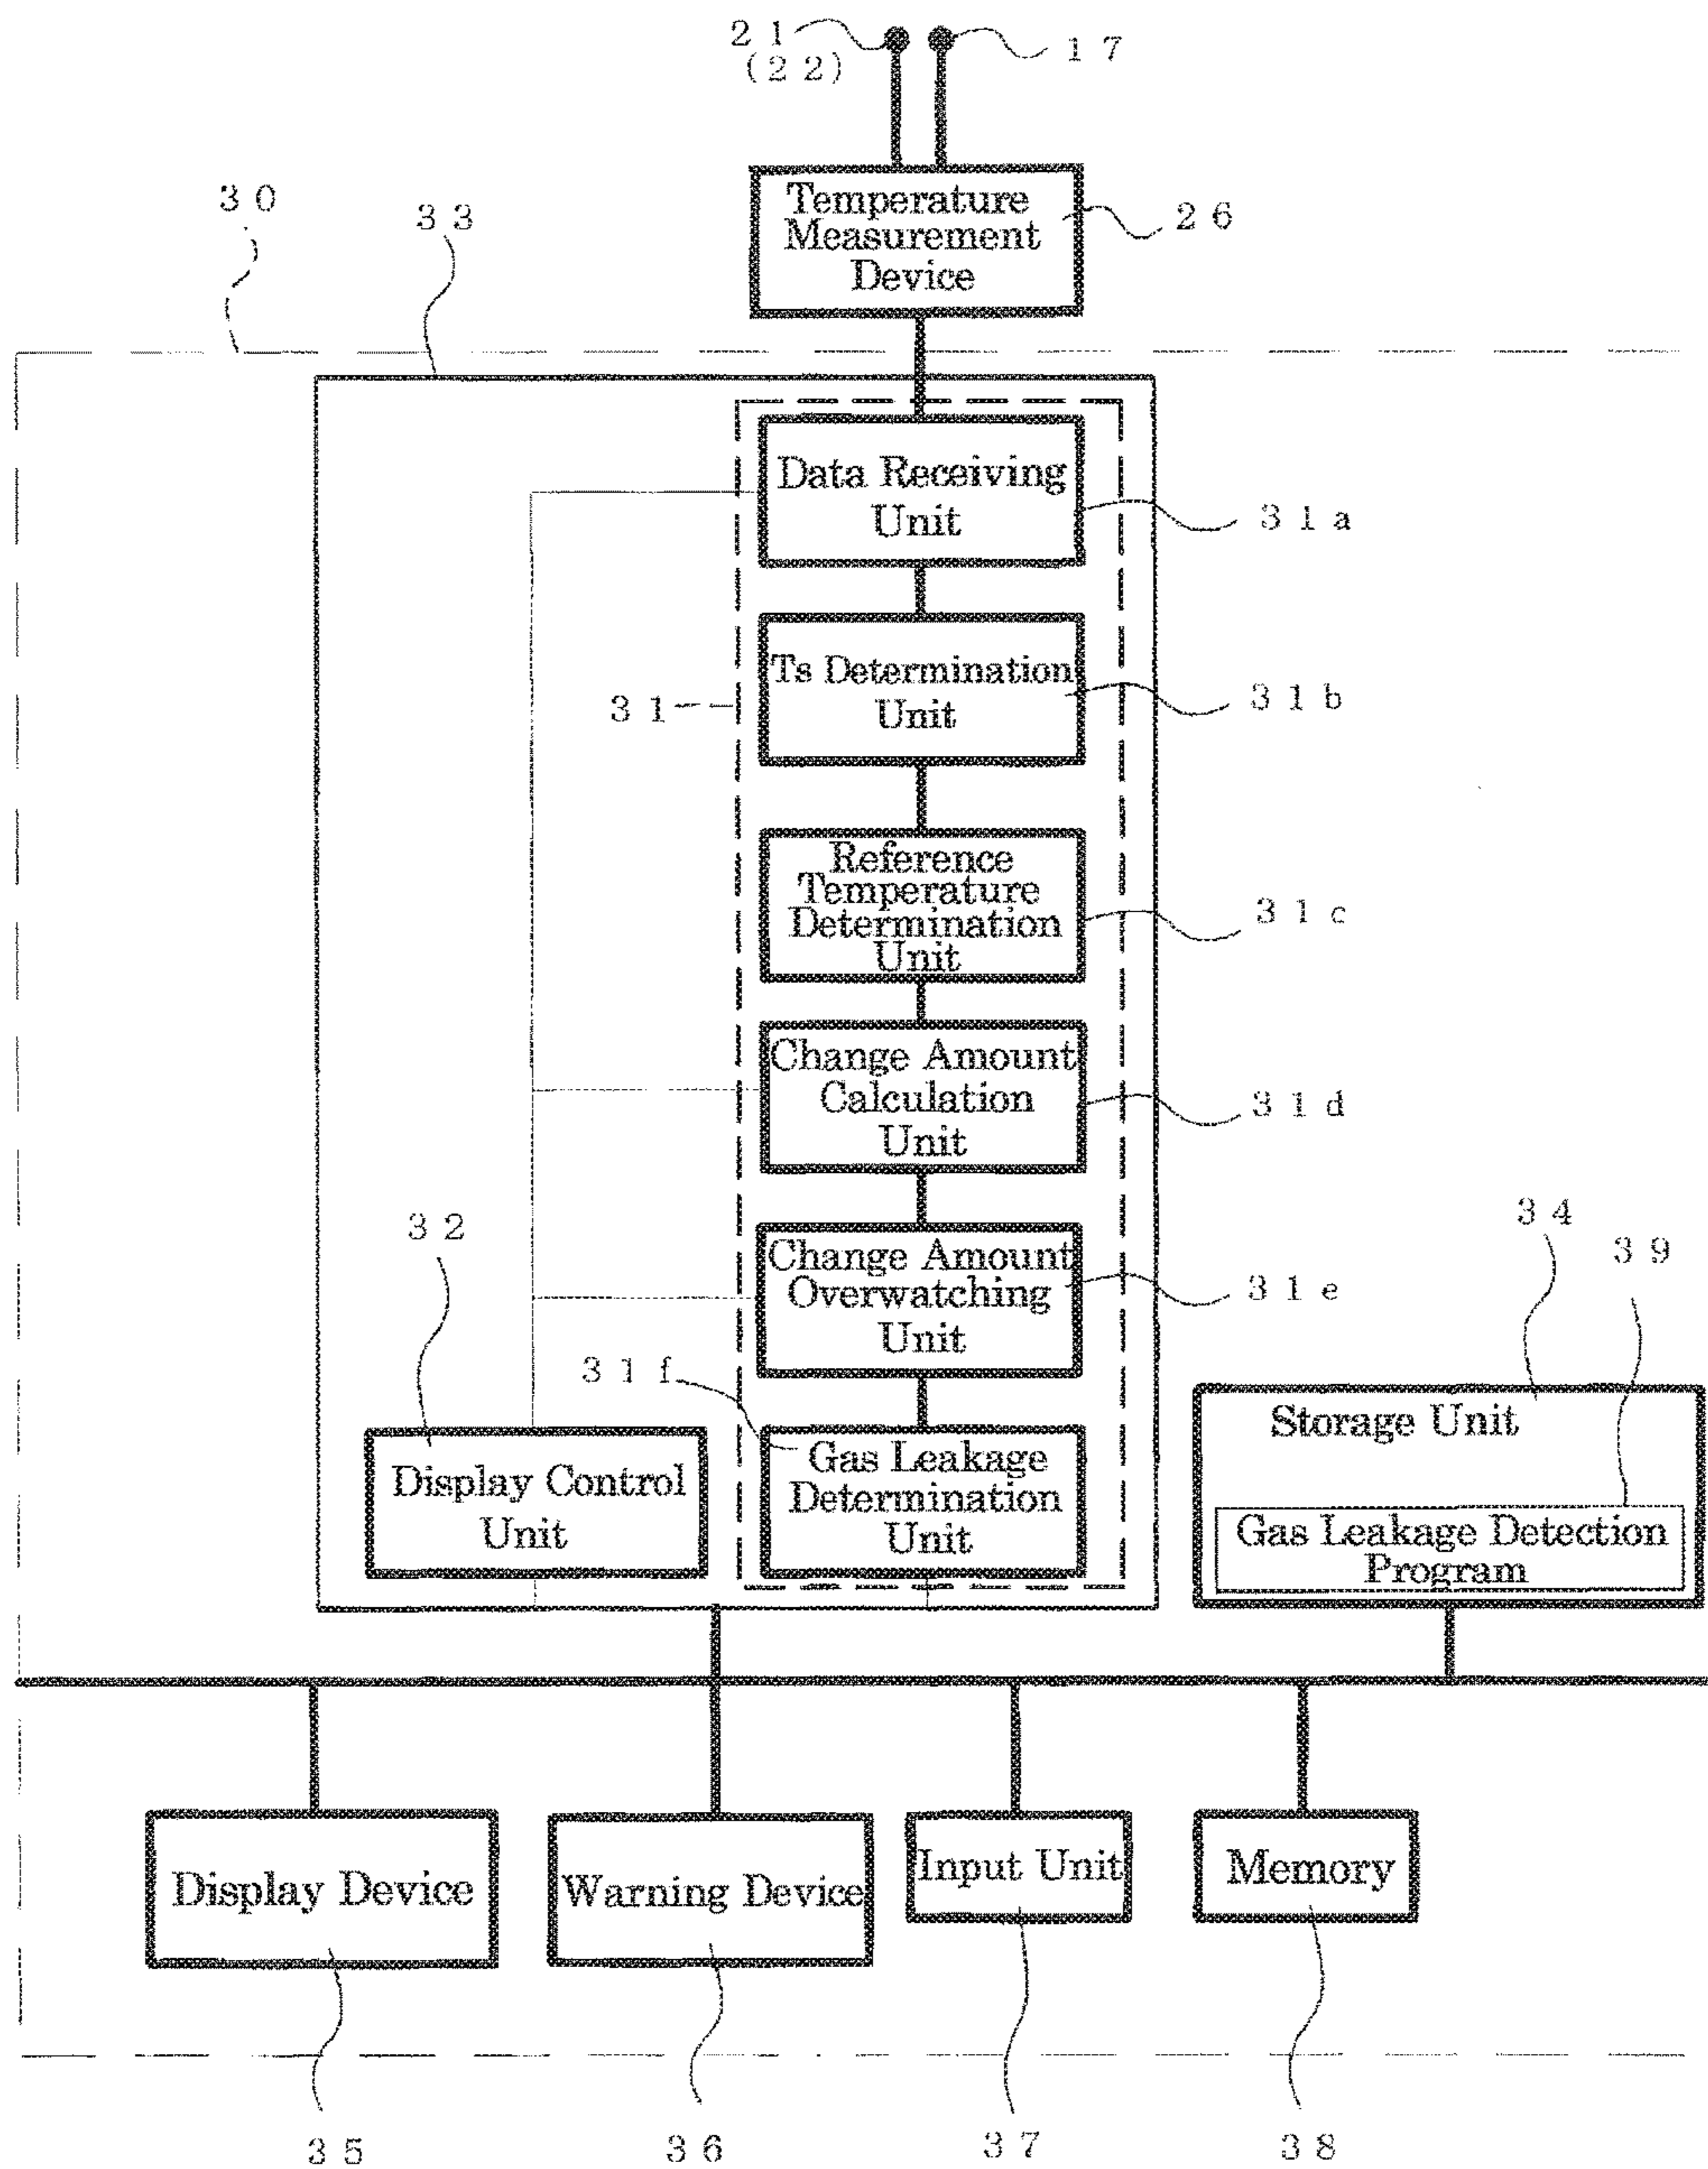 21
(22)
17
Temperature
Measurement
Device
26
30
33
Data Receiving
Unit
31a
Ts Determination
Unit
31b
31
Reference
Temperature
Determination
Unit
31c
Change Amount
Calculation
Unit
31d
32
Change Amount
Overwatching
Unit
31e
34
39
31f
Gas Leakage
Determination
Unit
Display Control
Unit
Storage Unit
Gas Leakage Detection
Program
Display Device
Warning Device
Input Unit
Memory
35
36
37
38